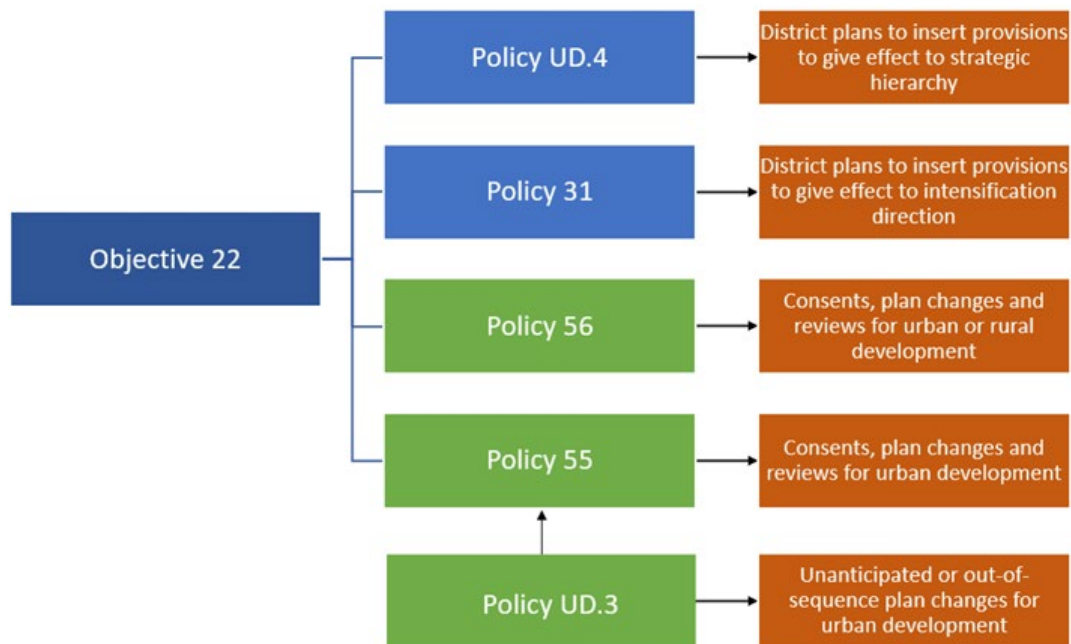 Objective 22
Policy UD.4
District plans to insert provisions
to give effect to strategic
hierarchy
Policy 31
District plans to insert provisions
to give effect to intensification
direction
Policy 56
Consents, plan changes and
reviews for urban or rural
development
Policy 55
Consents, plan changes and
reviews for urban development
Policy UD.3
Unanticipated or out-of-
sequence plan changes for
urban development